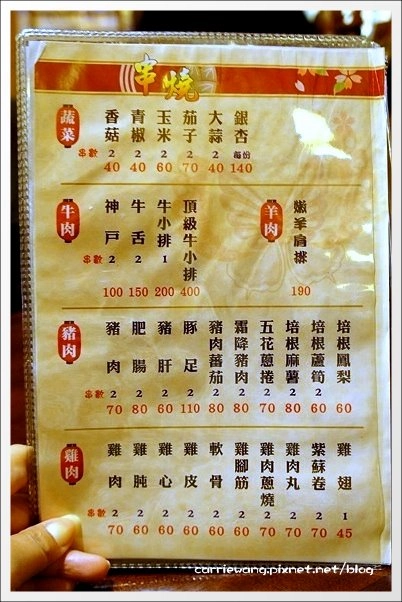 串燒
蔬菜
香菇 青椒 玉米 茄子 大蒜 銀杏
串數 2 2 2 2 2 每份
40 40 60 70 40 140
牛肉
神戶 牛舌 牛小排 頂級牛小排
串數 2 2 1
100 150 200 400
羊肉
嫩羊肩排
190
豬肉
豬肉 肥腸 豬肝 豚足 豬肉蕃茄 霜降豬肉 五花蔥捲 培根麻薯 培根蘆筍 培根鳳梨
串數 2 2 2 2 2 2 2 2 2
70 80 60 110 80 80 70 80 60 60
雞肉
雞肉 雞肫 雞心 雞皮 軟骨 雞腳筋 雞肉蔥燒 雞肉丸 紫蘇卷 雞翅
串數 2 2 2 2 2 2 2 2 2 1
70 60 60 60 60 60 70 70 70 45
carriewang.pixnet.net/blog